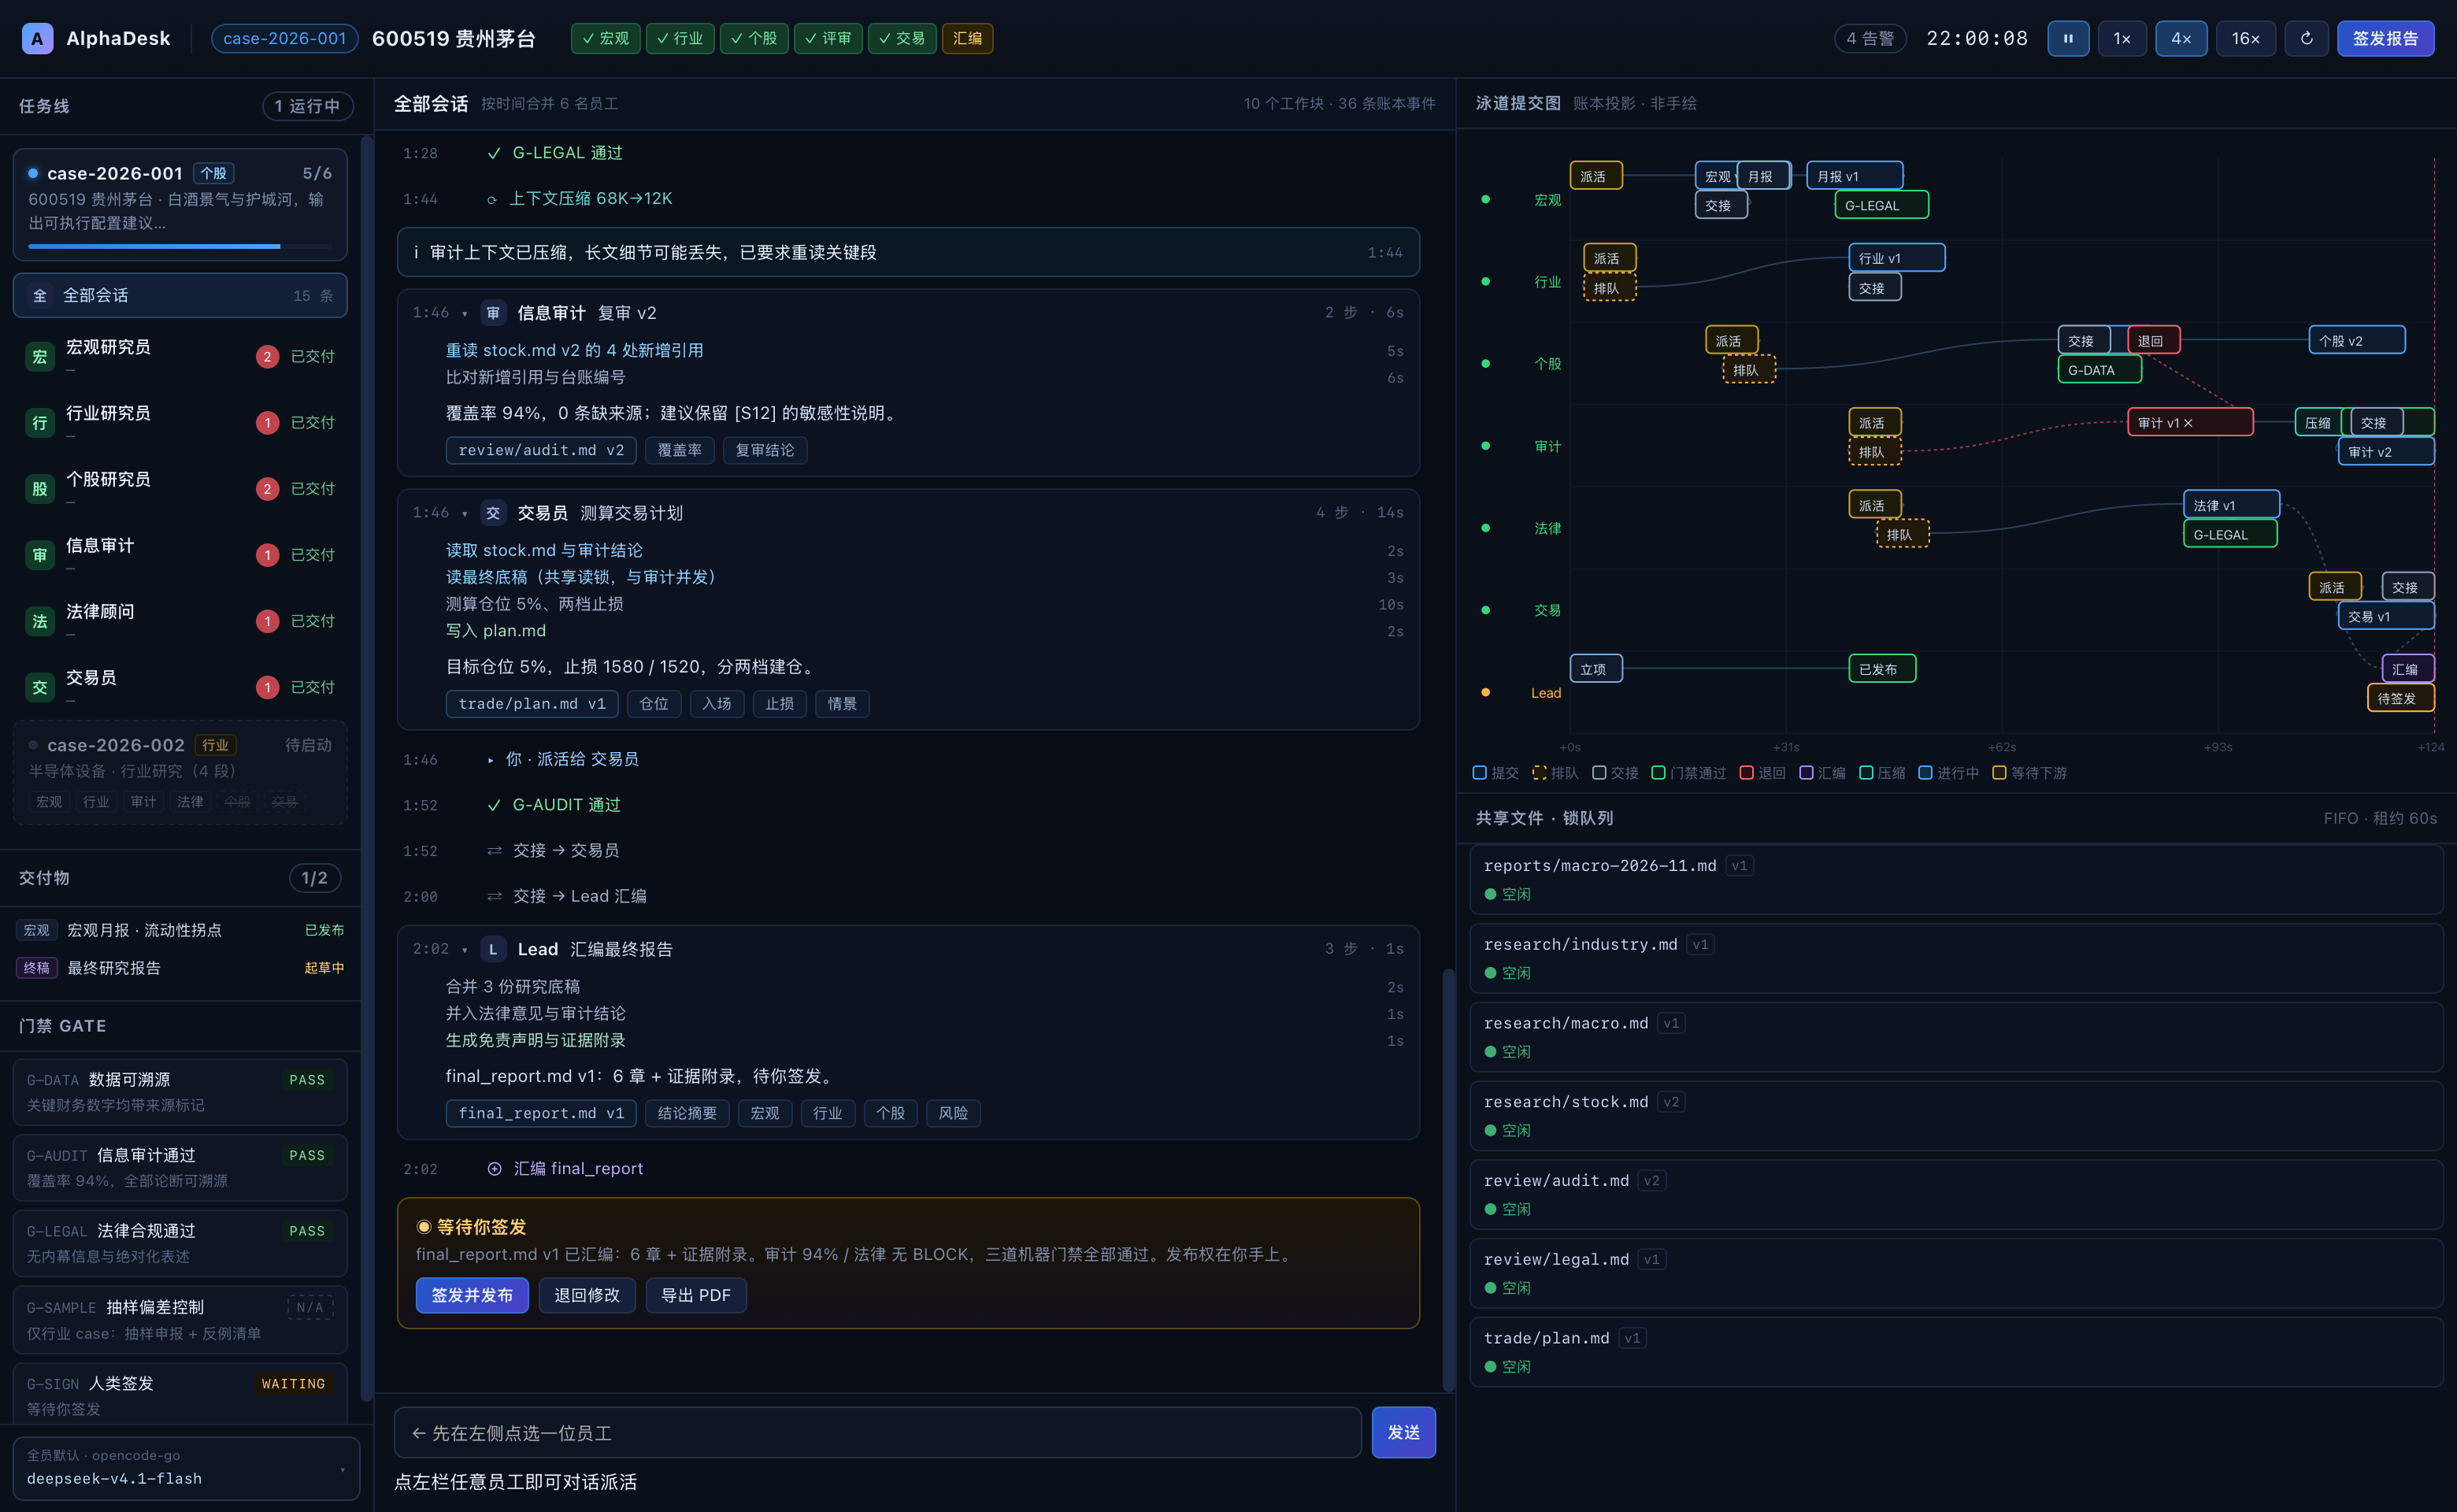 A AlphaDesk case-2026-001 600519 贵州茅台 ✓ 宏观 ✓ 行业 ✓ 个股 ✓ 评审 ✓ 交易 汇编 4 告警 22:00:08 1× 4× 16× ↻ 签发报告
任务线 1 运行中
case-2026-001 个股 5/6
600519 贵州茅台 · 白酒景气与护城河，输
出可执行配置建议…
全 全部会话 15 条
宏 宏观研究员 2 已交付
—
行 行业研究员 1 已交付
—
股 个股研究员 2 已交付
—
审 信息审计 1 已交付
—
法 法律顾问 1 已交付
—
交 交易员 1 已交付
—
case-2026-002 行业 待启动
半导体设备 · 行业研究（4 段）
宏观 行业 审计 法律 个股 交易
交付物 1/2
宏观 宏观月报 · 流动性拐点 已发布
终稿 最终研究报告 起草中
门禁 GATE
G-DATA 数据可溯源 PASS
关键财务数字均带来源标记
G-AUDIT 信息审计通过 PASS
覆盖率 94%，全部论断可溯源
G-LEGAL 法律合规通过 PASS
无内幕信息与绝对化表述
G-SAMPLE 抽样偏差控制 N/A
仅行业 case：抽样申报 + 反例清单
G-SIGN 人类签发 WAITING
等待你签发
全员默认 · opencode-go
deepseek-v4.1-flash
全部会话 按时间合并 6 名员工 10 个工作块 · 36 条账本事件
1:28 ✓ G-LEGAL 通过
1:44 上下文压缩 68K→12K
i 审计上下文已压缩，长文细节可能丢失，已要求重读关键段 1:44
1:46 ▾ 审 信息审计 复审 v2 2 步 · 6s
重读 stock.md v2 的 4 处新增引用 5s
比对新增引用与台账编号 6s
覆盖率 94%，0 条缺来源；建议保留 [S12] 的敏感性说明。
review/audit.md v2 覆盖率 复审结论
1:46 ▾ 交 交易员 测算交易计划 4 步 · 14s
读取 stock.md 与审计结论 2s
读最终底稿（共享读锁，与审计并发） 3s
测算仓位 5%、两档止损 10s
写入 plan.md 2s
目标仓位 5%，止损 1580 / 1520，分两档建仓。
trade/plan.md v1 仓位 入场 止损 情景
1:46 ▸ 你 · 派活给 交易员
1:52 ✓ G-AUDIT 通过
1:52 ⇄ 交接 → 交易员
2:00 ⇄ 交接 → Lead 汇编
2:02 ▾ L Lead 汇编最终报告 3 步 · 1s
合并 3 份研究底稿 2s
并入法律意见与审计结论 1s
生成免责声明与证据附录 1s
final_report.md v1：6 章 + 证据附录，待你签发。
final_report.md v1 结论摘要 宏观 行业 个股 风险
2:02 ⊕ 汇编 final_report
◉ 等待你签发
final_report.md v1 已汇编：6 章 + 证据附录。审计 94% / 法律 无 BLOCK，三道机器门禁全部通过。发布权在你手上。
签发并发布 退回修改 导出 PDF
← 先在左侧点选一位员工 发送
点左栏任意员工即可对话派活
泳道提交图 账本投影 · 非手绘
派活 宏观 月报 月报 v1
宏观
交接 G-LEGAL
派活 行业 v1
行业
排队 交接
派活 交接 退回 个股 v2
个股
排队 G-DATA
派活 审计 v1 × 压缩 交接
审计
排队 审计 v2
派活 法律 v1
法律
排队 G-LEGAL
派活 交接
交易
交易 v1
立项 已发布 汇编
Lead
待签发
+0s +31s +62s +93s +124
提交 排队 交接 门禁通过 退回 汇编 压缩 进行中 等待下游
共享文件 · 锁队列 FIFO · 租约 60s
reports/macro-2026-11.md v1
空闲
research/industry.md v1
空闲
research/macro.md v1
空闲
research/stock.md v2
空闲
review/audit.md v2
空闲
review/legal.md v1
空闲
trade/plan.md v1
空闲